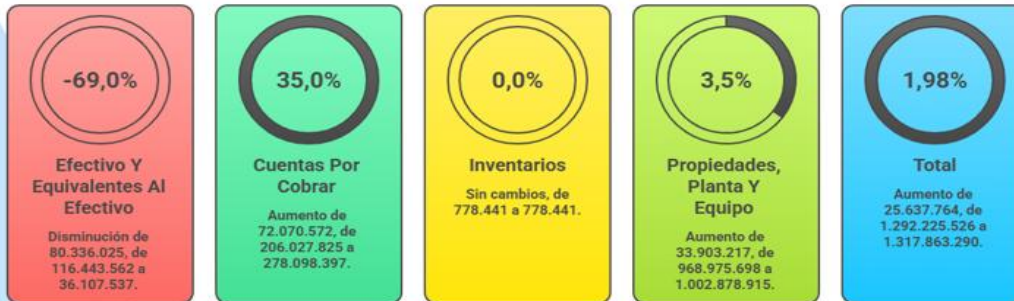 -69,0%
Efectivo Y
Equivalentes Al
Efectivo
Disminución de
80.336.025, de
116.443.562 a
36.107.537.
35,0%
Cuentas Por
Cobrar
Aumento de
72.070.572, de
206.027.825 a
278.098.397.
0,0%
Inventarios
Sin cambios, de
778.441 a 778.441.
3,5%
Propiedades,
Planta Y
Equipo
Aumento de
33.903.217, de
968.975.698 a
1.002.878.915.
1,98%
Total
Aumento de
25.637.764, de
1.292.225.526 a
1.317.863.290.